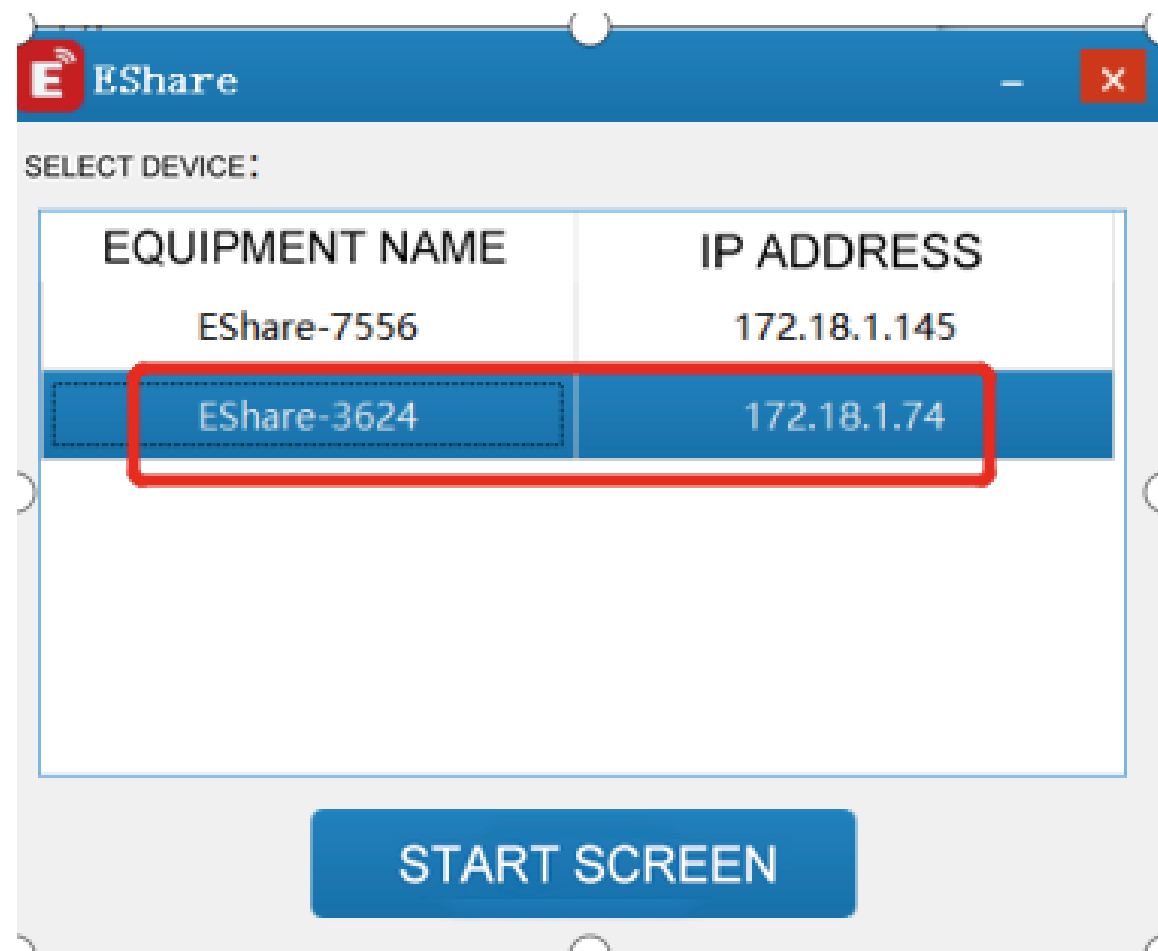 E EShare
SELECT DEVICE:
EQUIPMENT NAME IP ADDRESS
EShare-7556 172.18.1.145
EShare-3624 172.18.1.74
START SCREEN